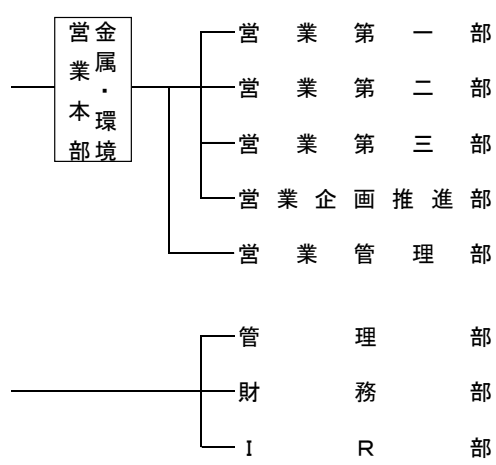 金属・環境
営業本部
営業第一部
営業第二部
営業第三部
営業企画推進部
営業管理部
管理部
財務部
ＩＲ部